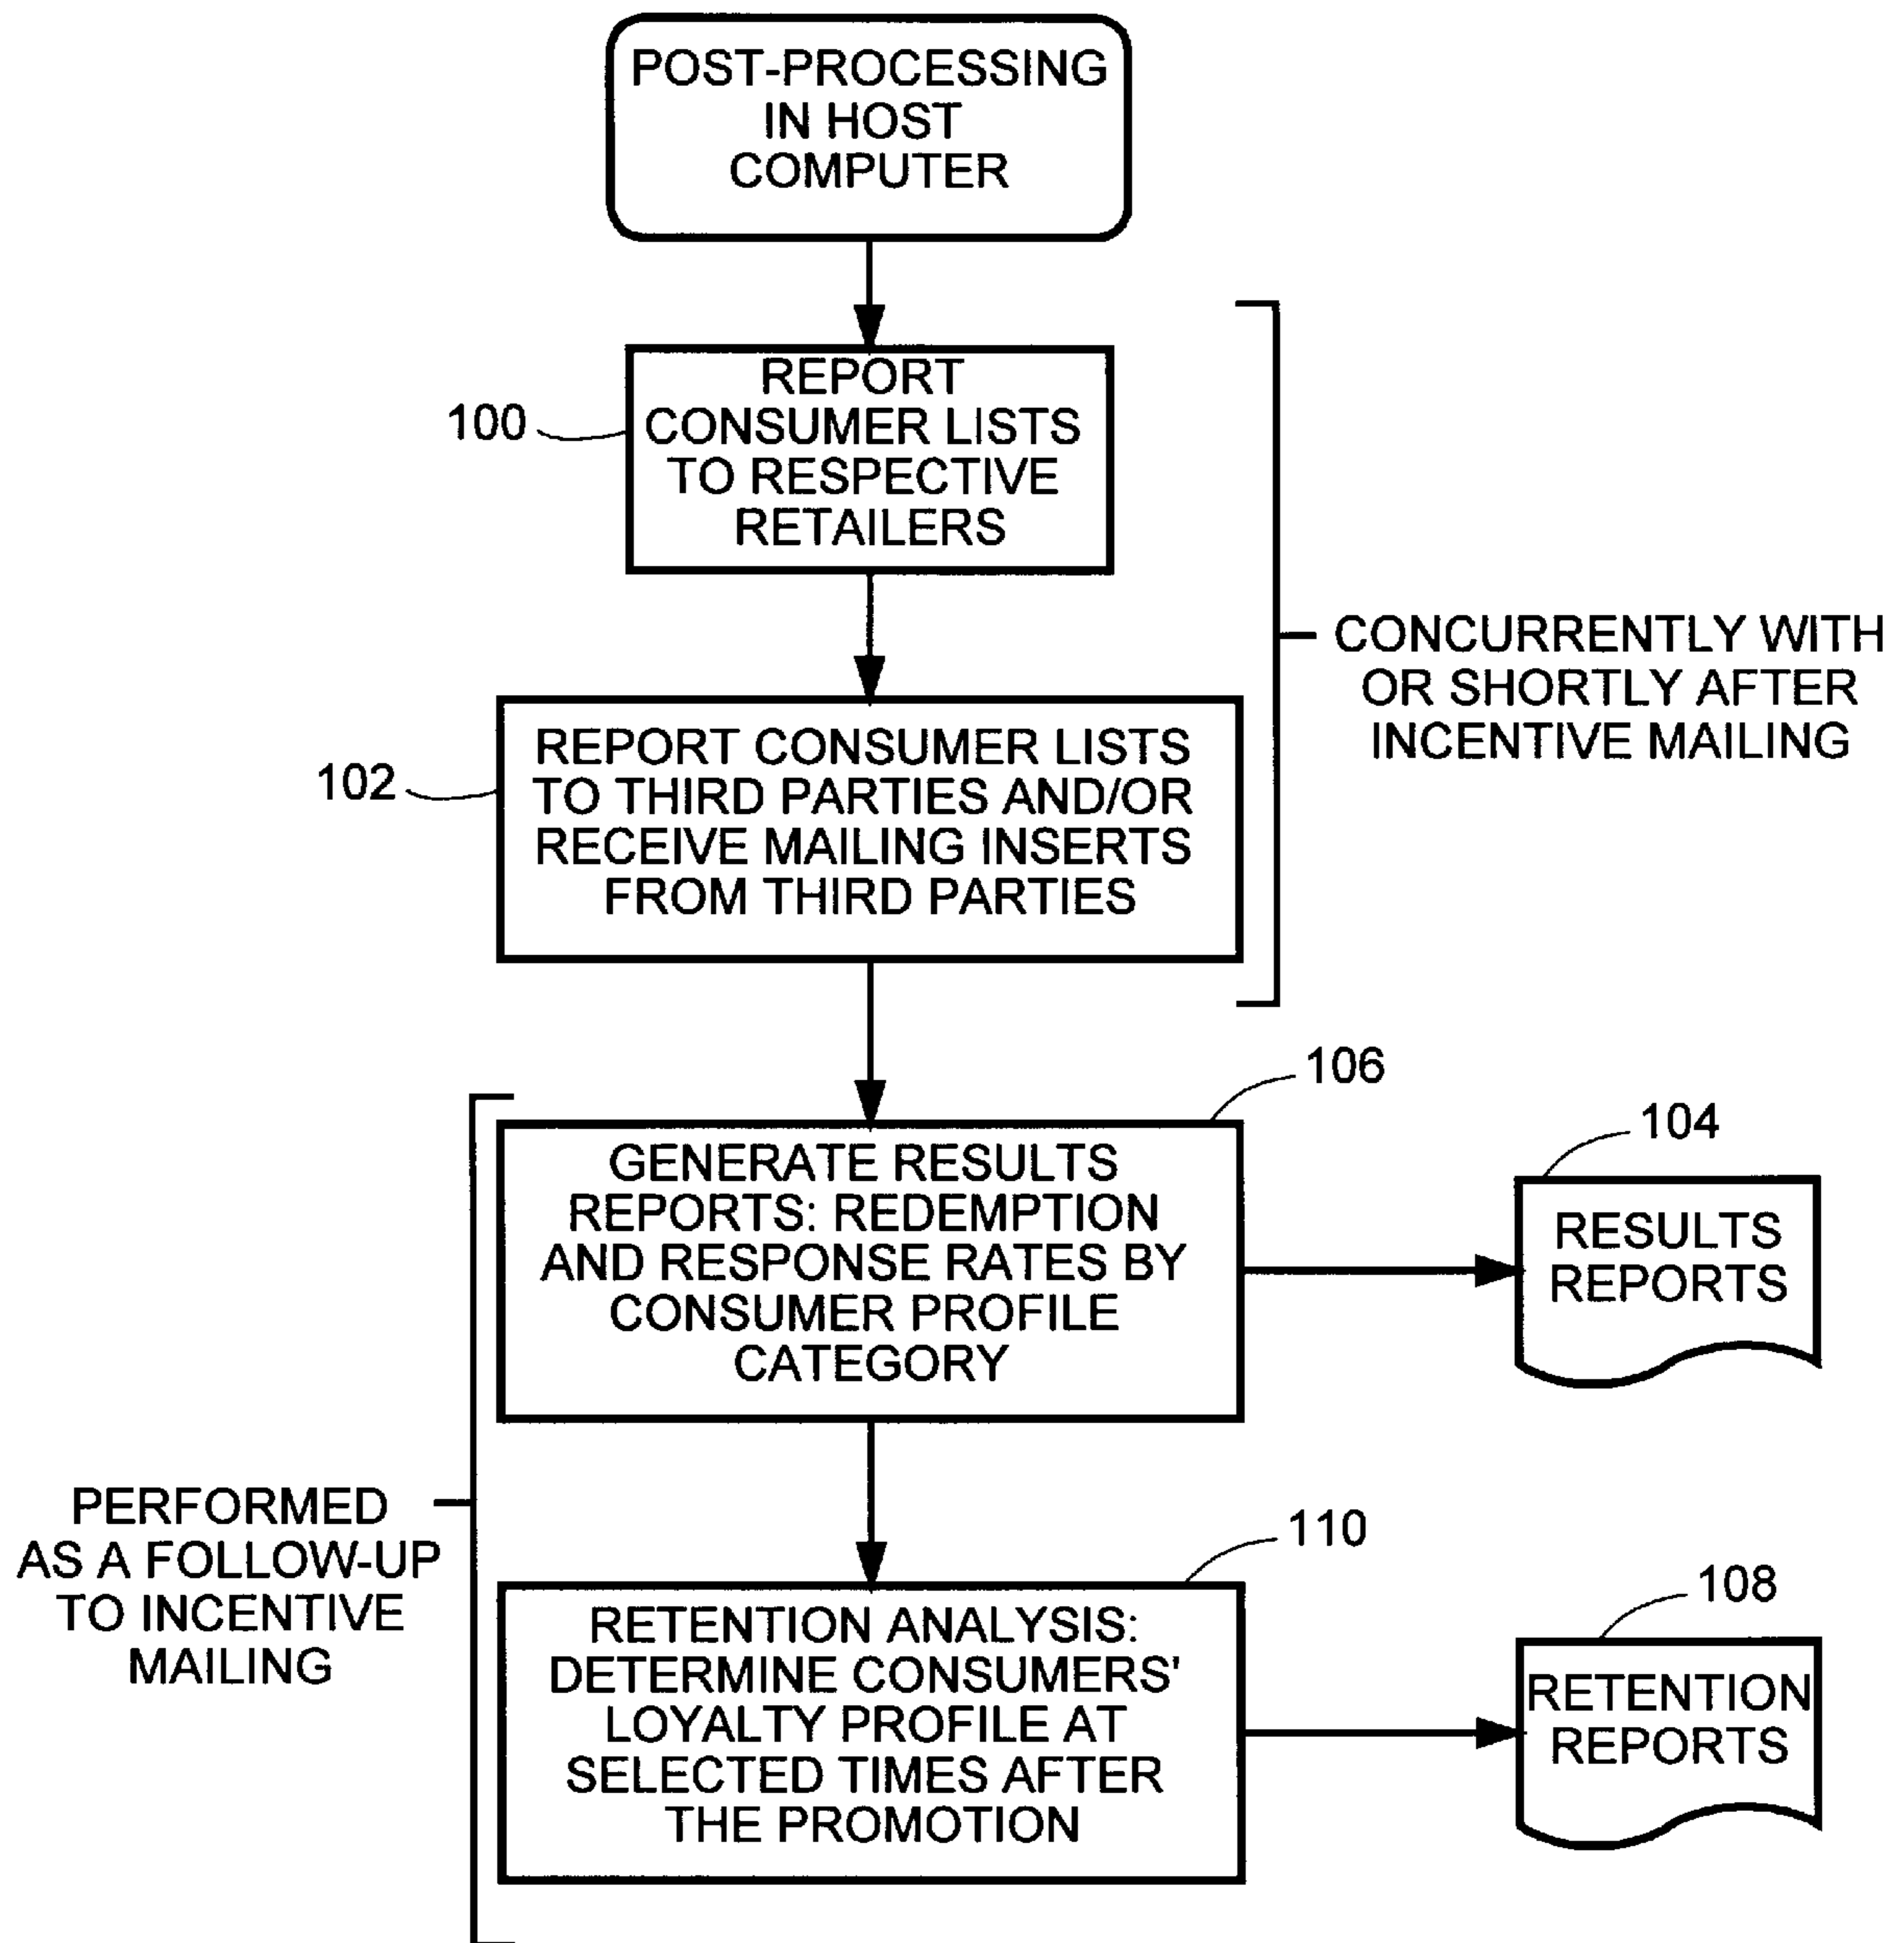 POST-PROCESSING
IN HOST
COMPUTER
REPORT
CONSUMER LISTS
TO RESPECTIVE
RETAILERS
100
CONCURRENTLY WITH
OR SHORTLY AFTER
INCENTIVE MAILING
REPORT CONSUMER LISTS
TO THIRD PARTIES AND/OR
RECEIVE MAILING INSERTS
FROM THIRD PARTIES
102
106
GENERATE RESULTS
REPORTS: REDEMPTION
AND RESPONSE RATES BY
CONSUMER PROFILE
CATEGORY
104
RESULTS
REPORTS
PERFORMED
AS A FOLLOW-UP
TO INCENTIVE
MAILING
110
RETENTION ANALYSIS:
DETERMINE CONSUMERS'
LOYALTY PROFILE AT
SELECTED TIMES AFTER
THE PROMOTION
108
RETENTION
REPORTS